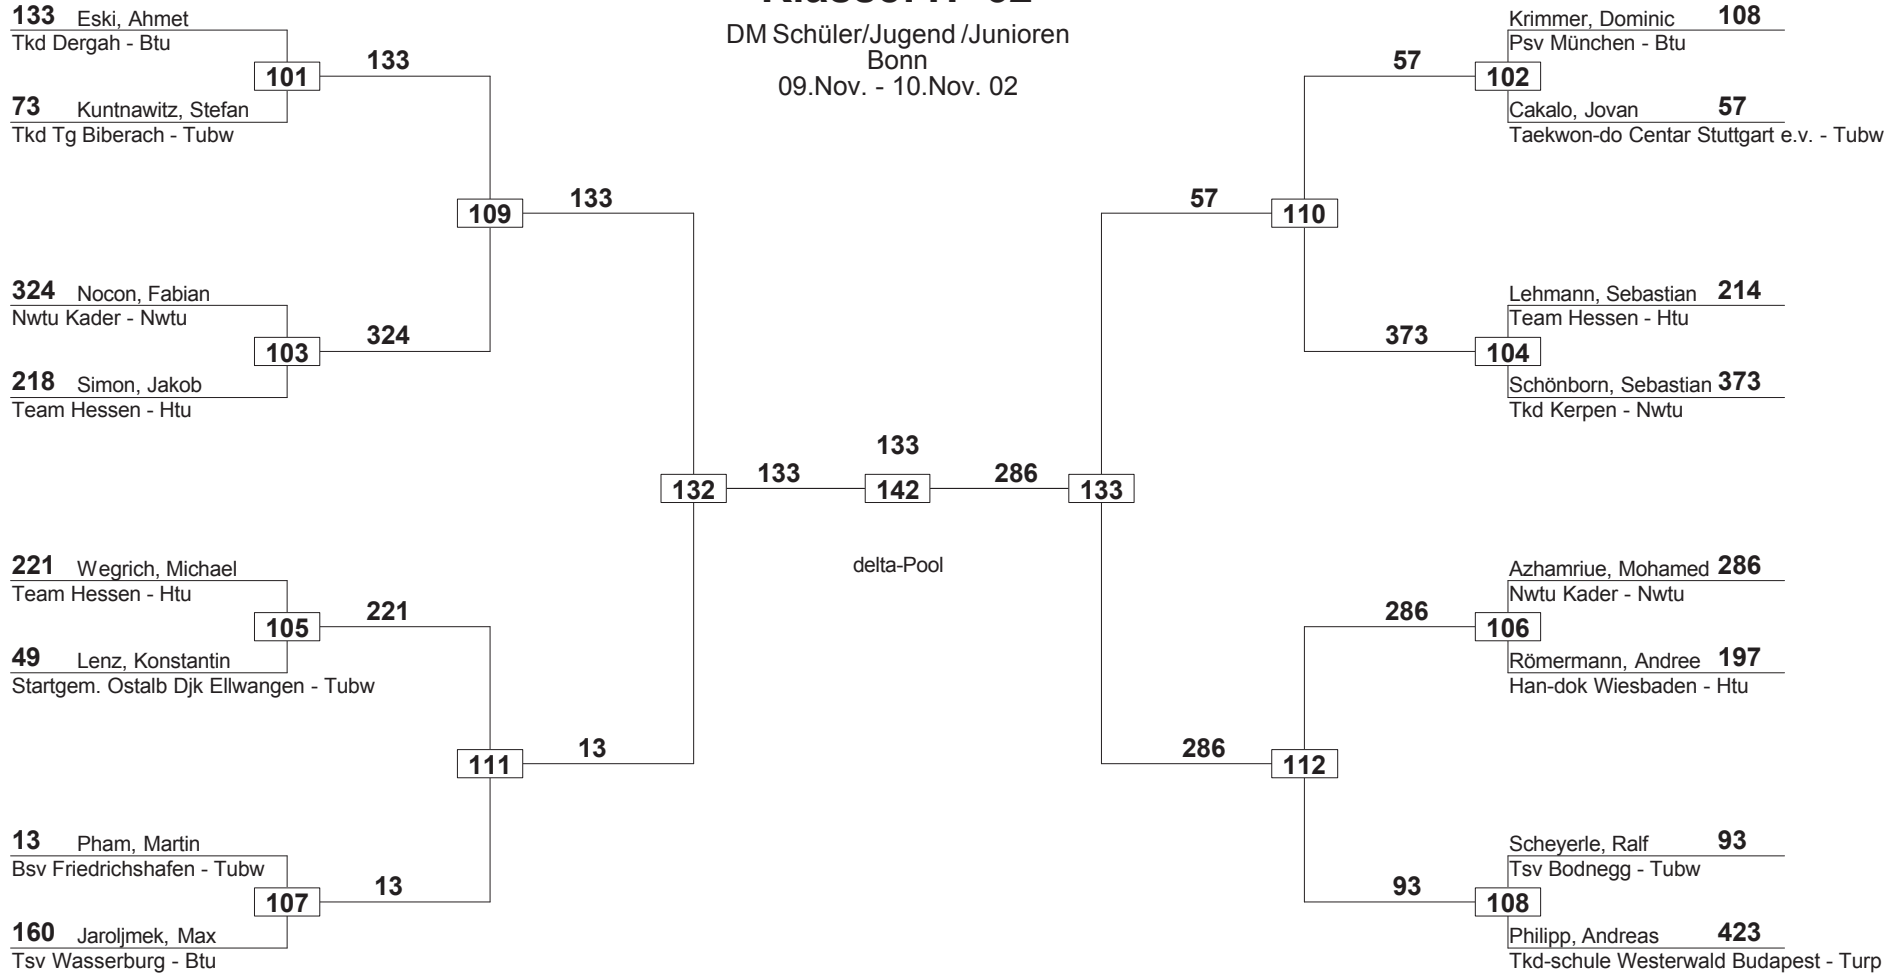 DM Schüler/Jugend /Junioren
Bonn
09.Nov. - 10.Nov. 02
133 Eski, Ahmet
Tkd Dergah - Btu
101
133
73 Kuntnawitz, Stefan
Tkd Tg Biberach - Tubw
109
133
324 Nocon, Fabian
Nwtu Kader - Nwtu
103
324
218 Simon, Jakob
Team Hessen - Htu
132
133
133
142
286
133
delta-Pool
221 Wegrich, Michael
Team Hessen - Htu
105
221
49 Lenz, Konstantin
Startgem. Ostalb Djk Ellwangen - Tubw
111
13
13 Pham, Martin
Bsv Friedrichshafen - Tubw
107
13
160 Jaroljmek, Max
Tsv Wasserburg - Btu
Krimmer, Dominic 108
Psv München - Btu
57
102
Cakalo, Jovan 57
Taekwon-do Centar Stuttgart e.v. - Tubw
57
110
Lehmann, Sebastian 214
Team Hessen - Htu
373
104
Schönborn, Sebastian 373
Tkd Kerpen - Nwtu
Azhamriue, Mohamed 286
Nwtu Kader - Nwtu
286
106
Römermann, Andree 197
Han-dok Wiesbaden - Htu
286
112
Scheyerle, Ralf 93
Tsv Bodnegg - Tubw
93
108
Philipp, Andreas 423
Tkd-schule Westerwald Budapest - Turp